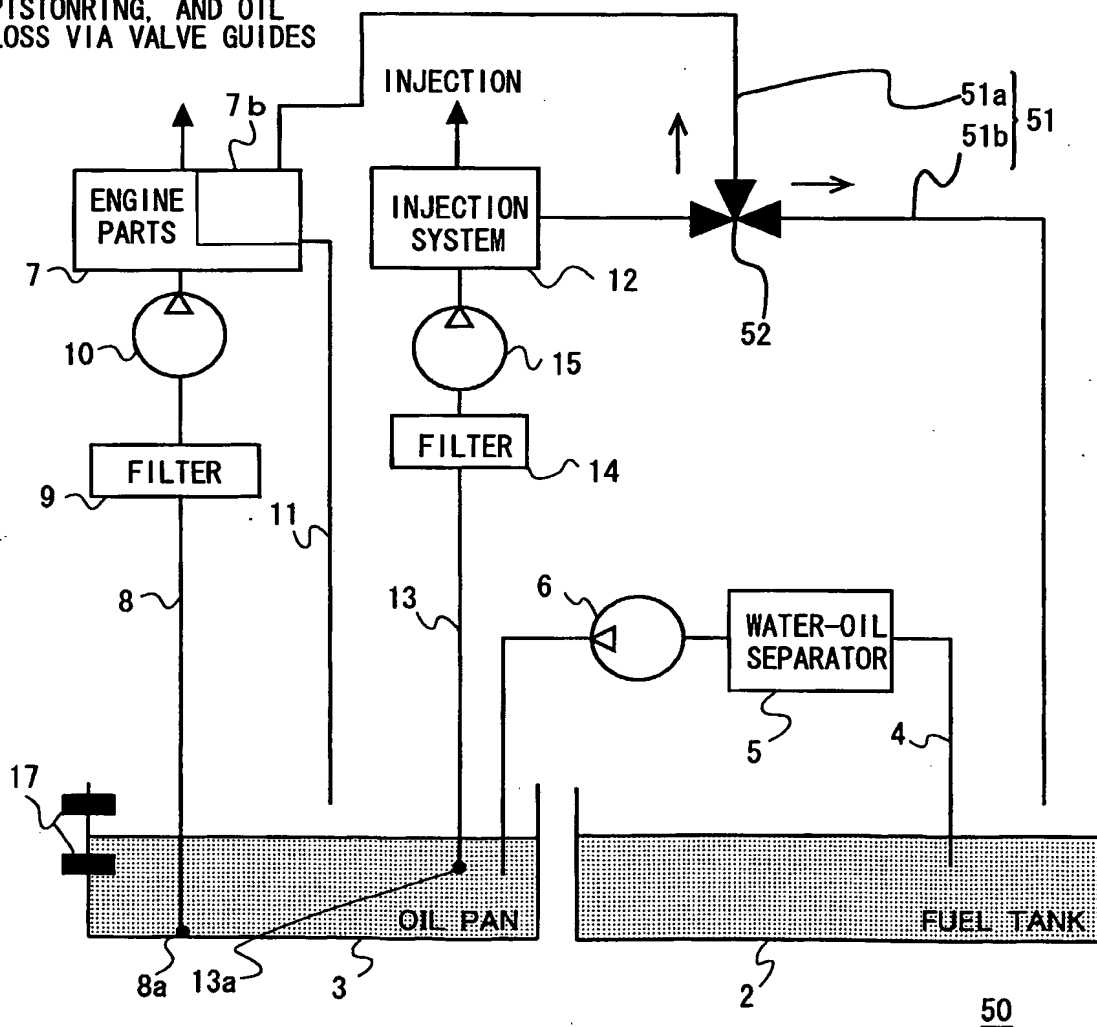 PISTONRING, AND OIL
LOSS VIA VALVE GUIDES
INJECTION
7b
51a
51
51b
ENGINE
PARTS
INJECTION
SYSTEM
7
12
52
10
15
FILTER
FILTER
9
14
11
8
13
6
WATER-OIL
SEPARATOR
5
4
17
OIL PAN
FUEL TANK
8a
13a
3
2
50